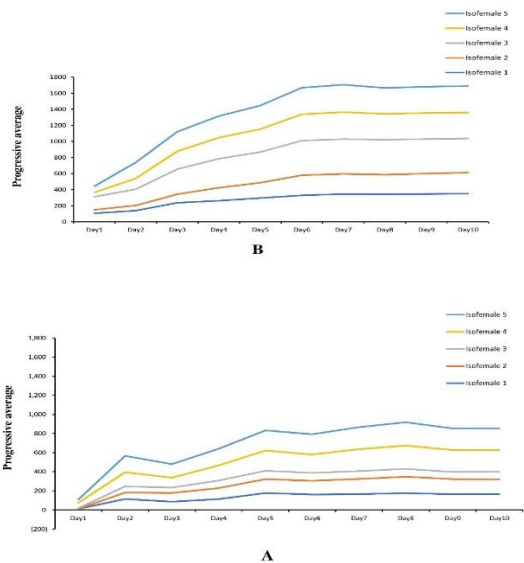 Isofemale 5
Isofemale 4
Isofemale 3
Isofemale 2
Isofemale 1
Progressive average
1800
1600
1400
1200
1000
800
600
400
200
0
Day1 Day2 Day3 Day4 Day5 Day6 Day7 Day8 Day9 Day10
B
Isofemale 5
Isofemale 4
Isofemale 3
Isofemale 2
Isofemale 1
Progressive average
1,800
1,600
1,400
1,200
1,000
800
600
400
200
0
(200)
Day1 Day2 Day3 Day4 Day5 Day6 Day7 Day8 Day9 Day10
A